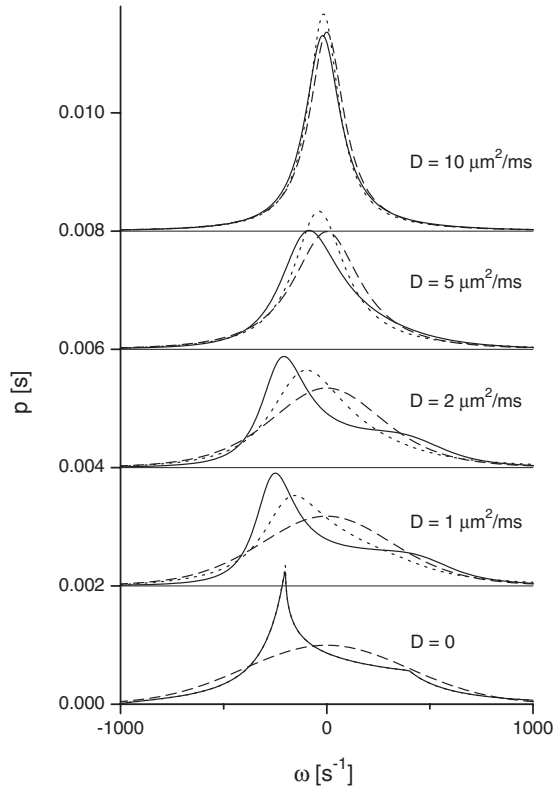 0.010
D = 10 μm²/ms
0.008
D = 5 μm²/ms
0.006
p [s]
D = 2 μm²/ms
0.004
D = 1 μm²/ms
0.002
D = 0
0.000
-1000 0 1000
ω [s⁻¹]